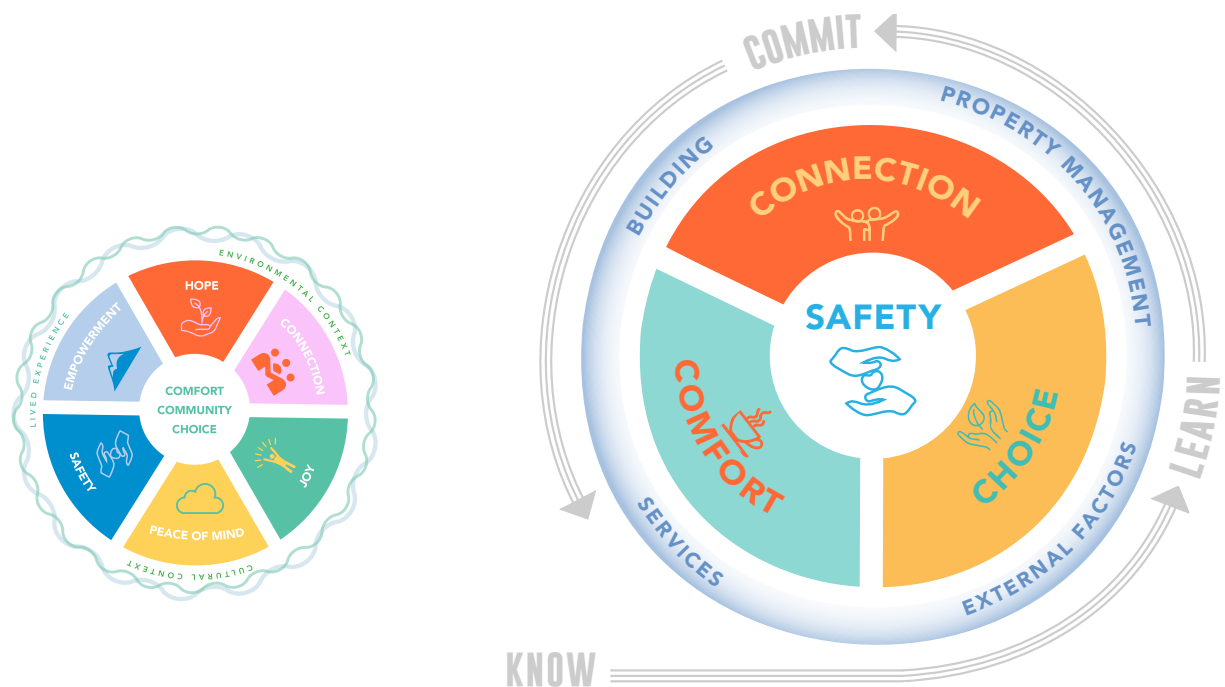 ENVIRONMENTAL CONTEXT
LIVED EXPERIENCE
CULTURAL CONTEXT
HOPE
CONNECTION
JOY
PEACE OF MIND
SAFETY
EMPOWERMENT
COMFORT
COMMUNITY
CHOICE
COMMIT
LEARN
KNOW
BUILDING
PROPERTY MANAGEMENT
EXTERNAL FACTORS
SERVICES
CONNECTION
CHOICE
COMFORT
SAFETY